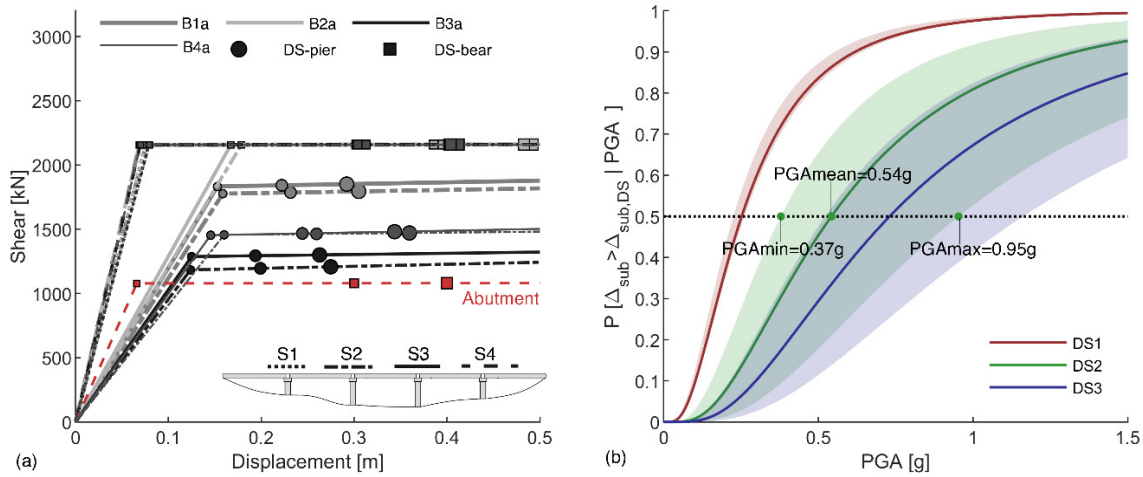 B1a B2a B3a
B4a DS-pier DS-bear
3000
2500
2000
1500
1000
500
0
Shear [kN]
Abutment
S1 S2 S3 S4
0 0.1 0.2 0.3 0.4 0.5
Displacement [m]
(a)
1
0.9
0.8
0.7
0.6
0.5
0.4
0.3
0.2
0.1
0
P [Δsub > Δsub,DS | PGA ]
PGAmean=0.54g
PGAmin=0.37g
PGAmax=0.95g
DS1
DS2
DS3
0 0.5 1 1.5
PGA [g]
(b)